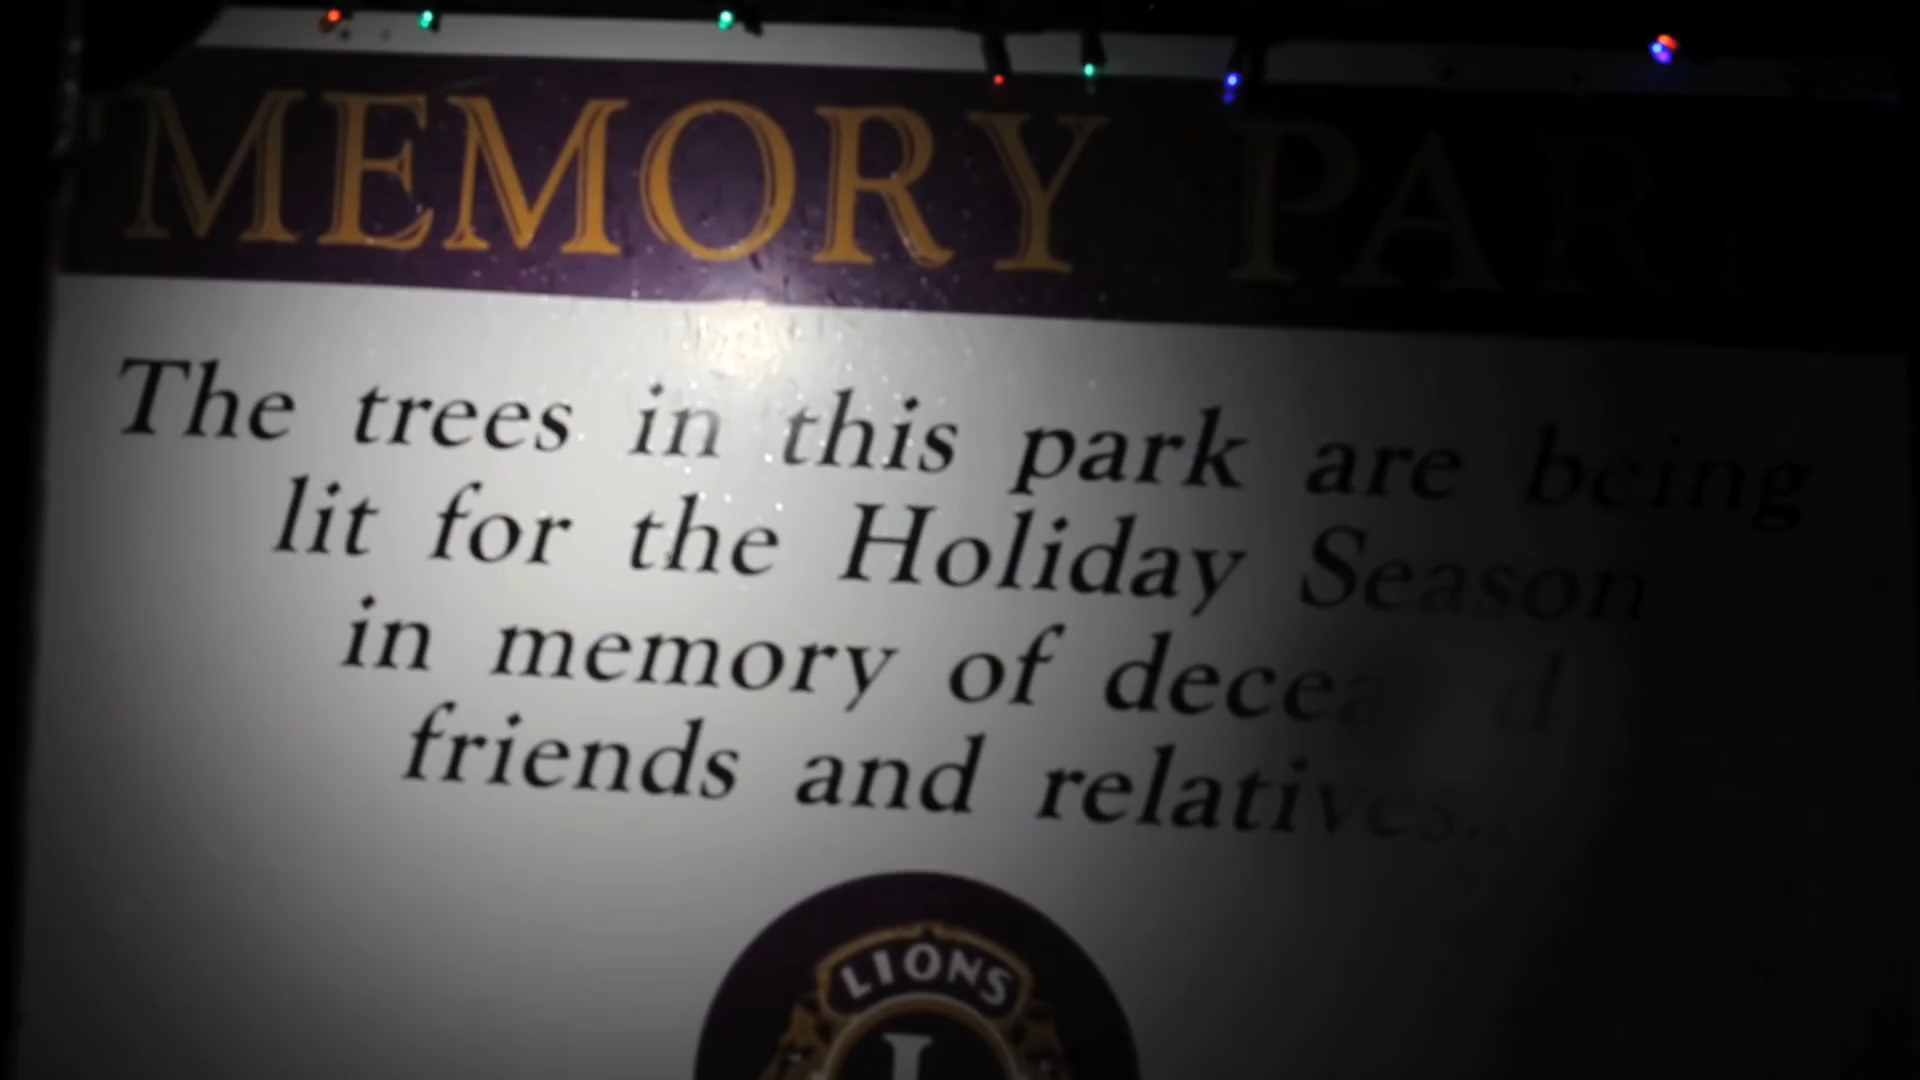 MEMORY PARK
The trees in this park are being
lit for the Holiday Season
in memory of
friends and relatives.
LIONS
L